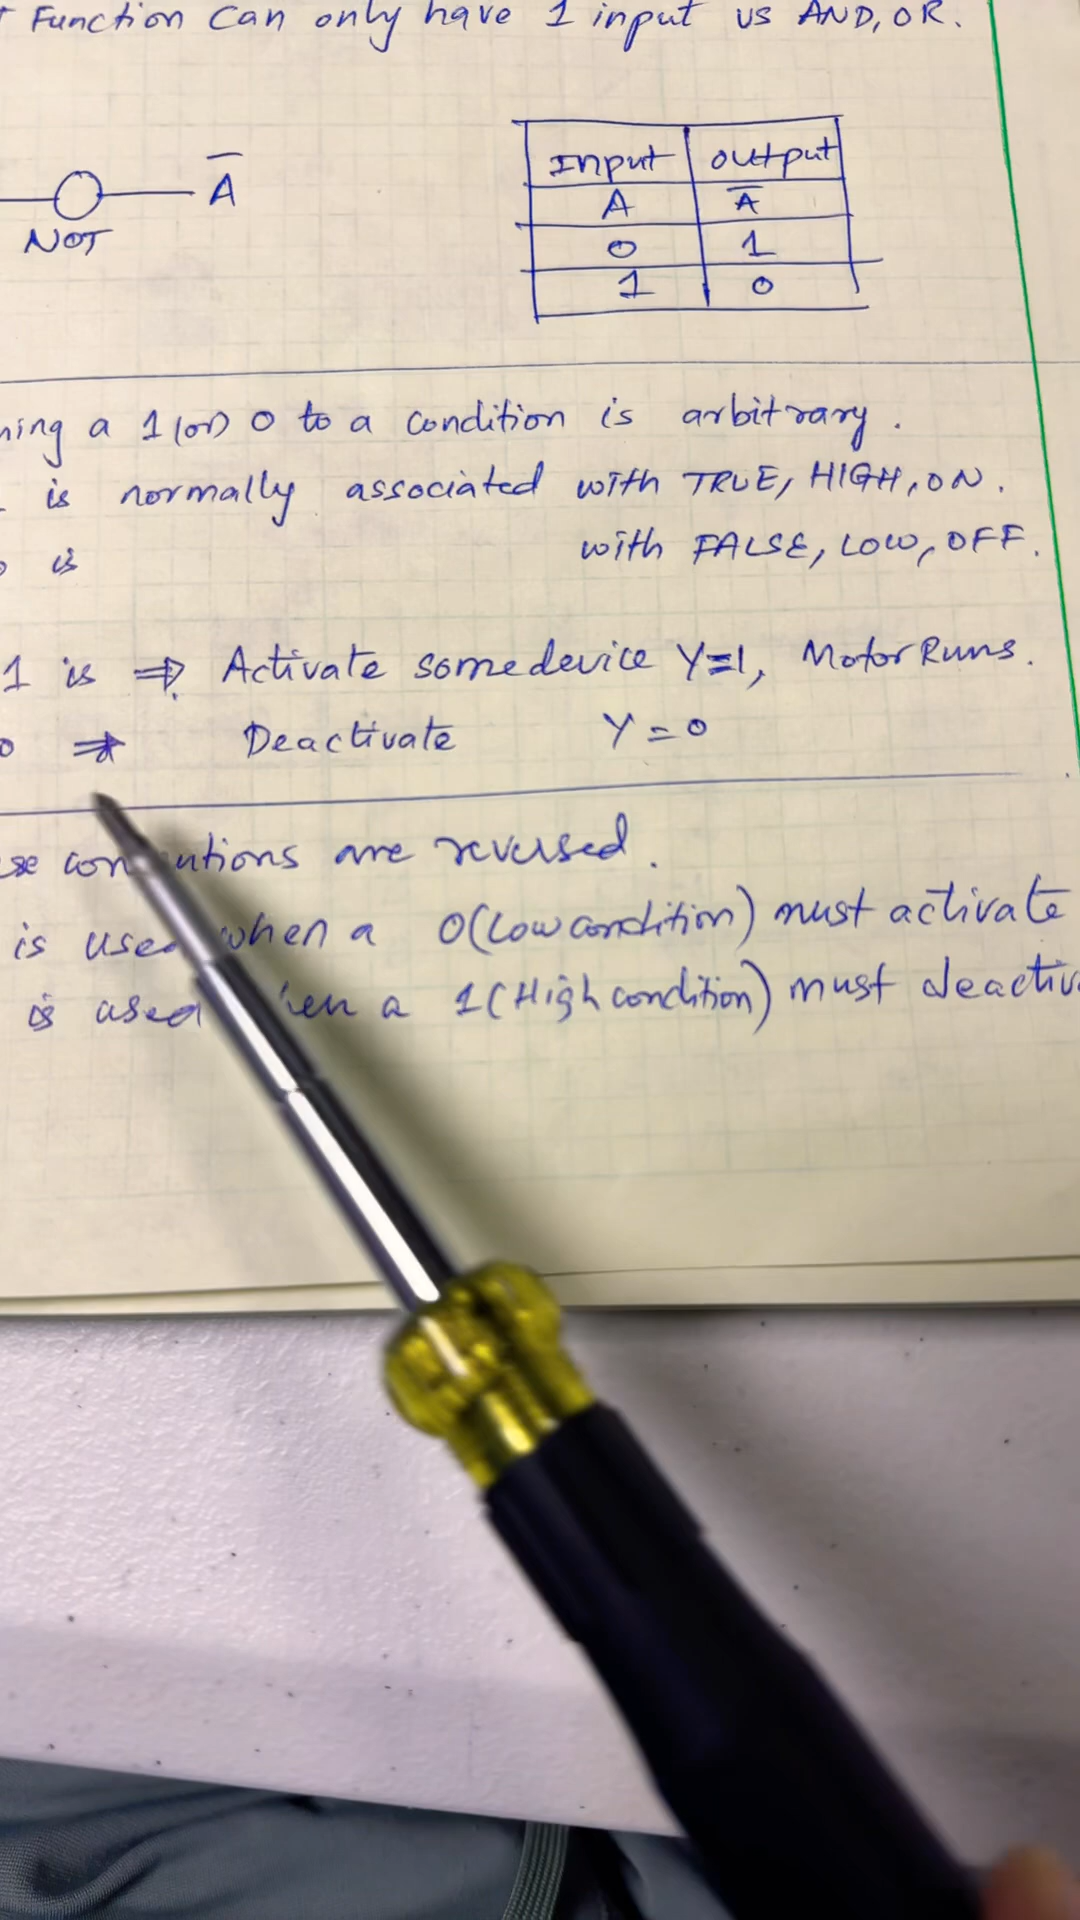 Function Can only have 1 input vs AND, OR.
A̅
NOT
Input output
A A̅
0 1
1 0
a 1 (or) 0 to a condition is arbitrary.
is normally associated with TRUE, HIGH, ON.
0 is with FALSE, LOW, OFF.
1 is ⇒ Activate some device Y=1, Motor Runs.
0 ⇒ Deactivate Y = 0
are reversed.
is used when a 0 (Low condition) must activate
is used a 1 (High condition) must